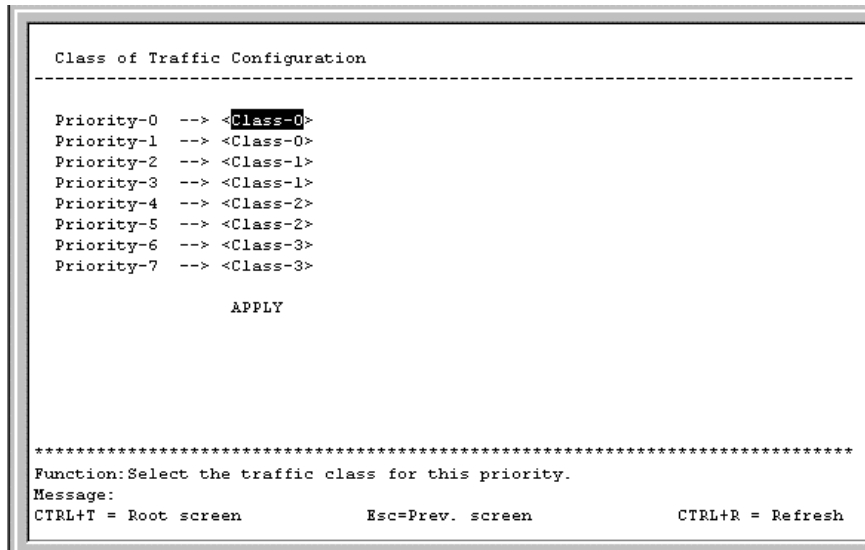 Class of Traffic Configuration
--------------------------------------------------------------------------------
Priority-0 --> <Class-0>
Priority-1 --> <Class-0>
Priority-2 --> <Class-1>
Priority-3 --> <Class-1>
Priority-4 --> <Class-2>
Priority-5 --> <Class-2>
Priority-6 --> <Class-3>
Priority-7 --> <Class-3>
APPLY
********************************************************************************
Function:Select the traffic class for this priority.
Message:
CTRL+T = Root screen Esc=Prev. screen CTRL+R = Refresh